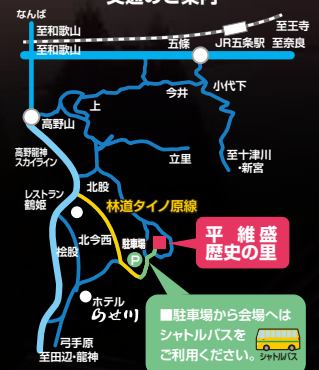 交通のご案内
なんば
至和歌山
至王寺
JR五条駅
至和歌山
五條
至奈良
上
今井
小代下
高野山
高野龍神
スカイライン
立里
至十津川
・新宮
北股
レストラン
鶴姫
林道タイノ原線
北今西
駐車場
P
平 維盛
歴史の里
桧股
ホテル
のせ川
■駐車場から会場へは
シャトルバスを
ご利用ください。
シャトルバス
弓手原
至田辺・龍神